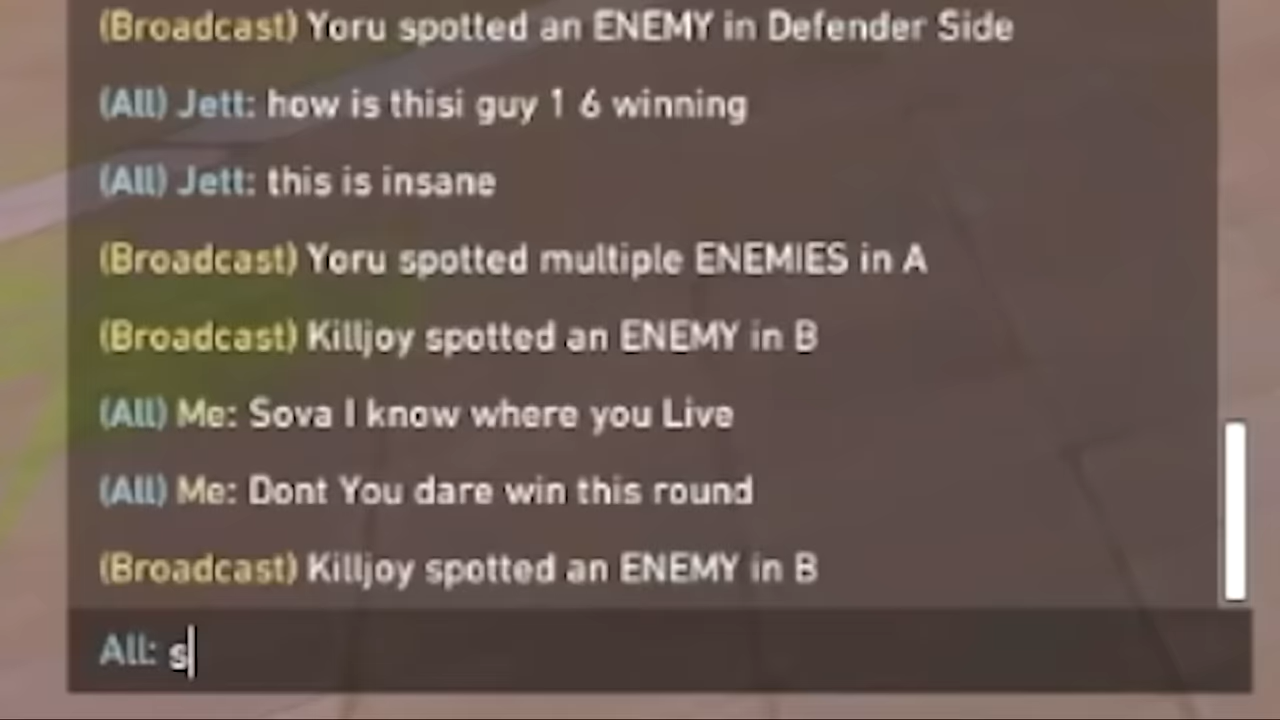 (Broadcast) Yoru spotted an ENEMY in Defender Side
(All) Jett: how is thisi guy 1 6 winning
(All) Jett: this is insane
(Broadcast) Yoru spotted multiple ENEMIES in A
(Broadcast) Killjoy spotted an ENEMY in B
(All) Me: Sova I know where you Live
(All) Me: Dont You dare win this round
(Broadcast) Killjoy spotted an ENEMY in B
All: s